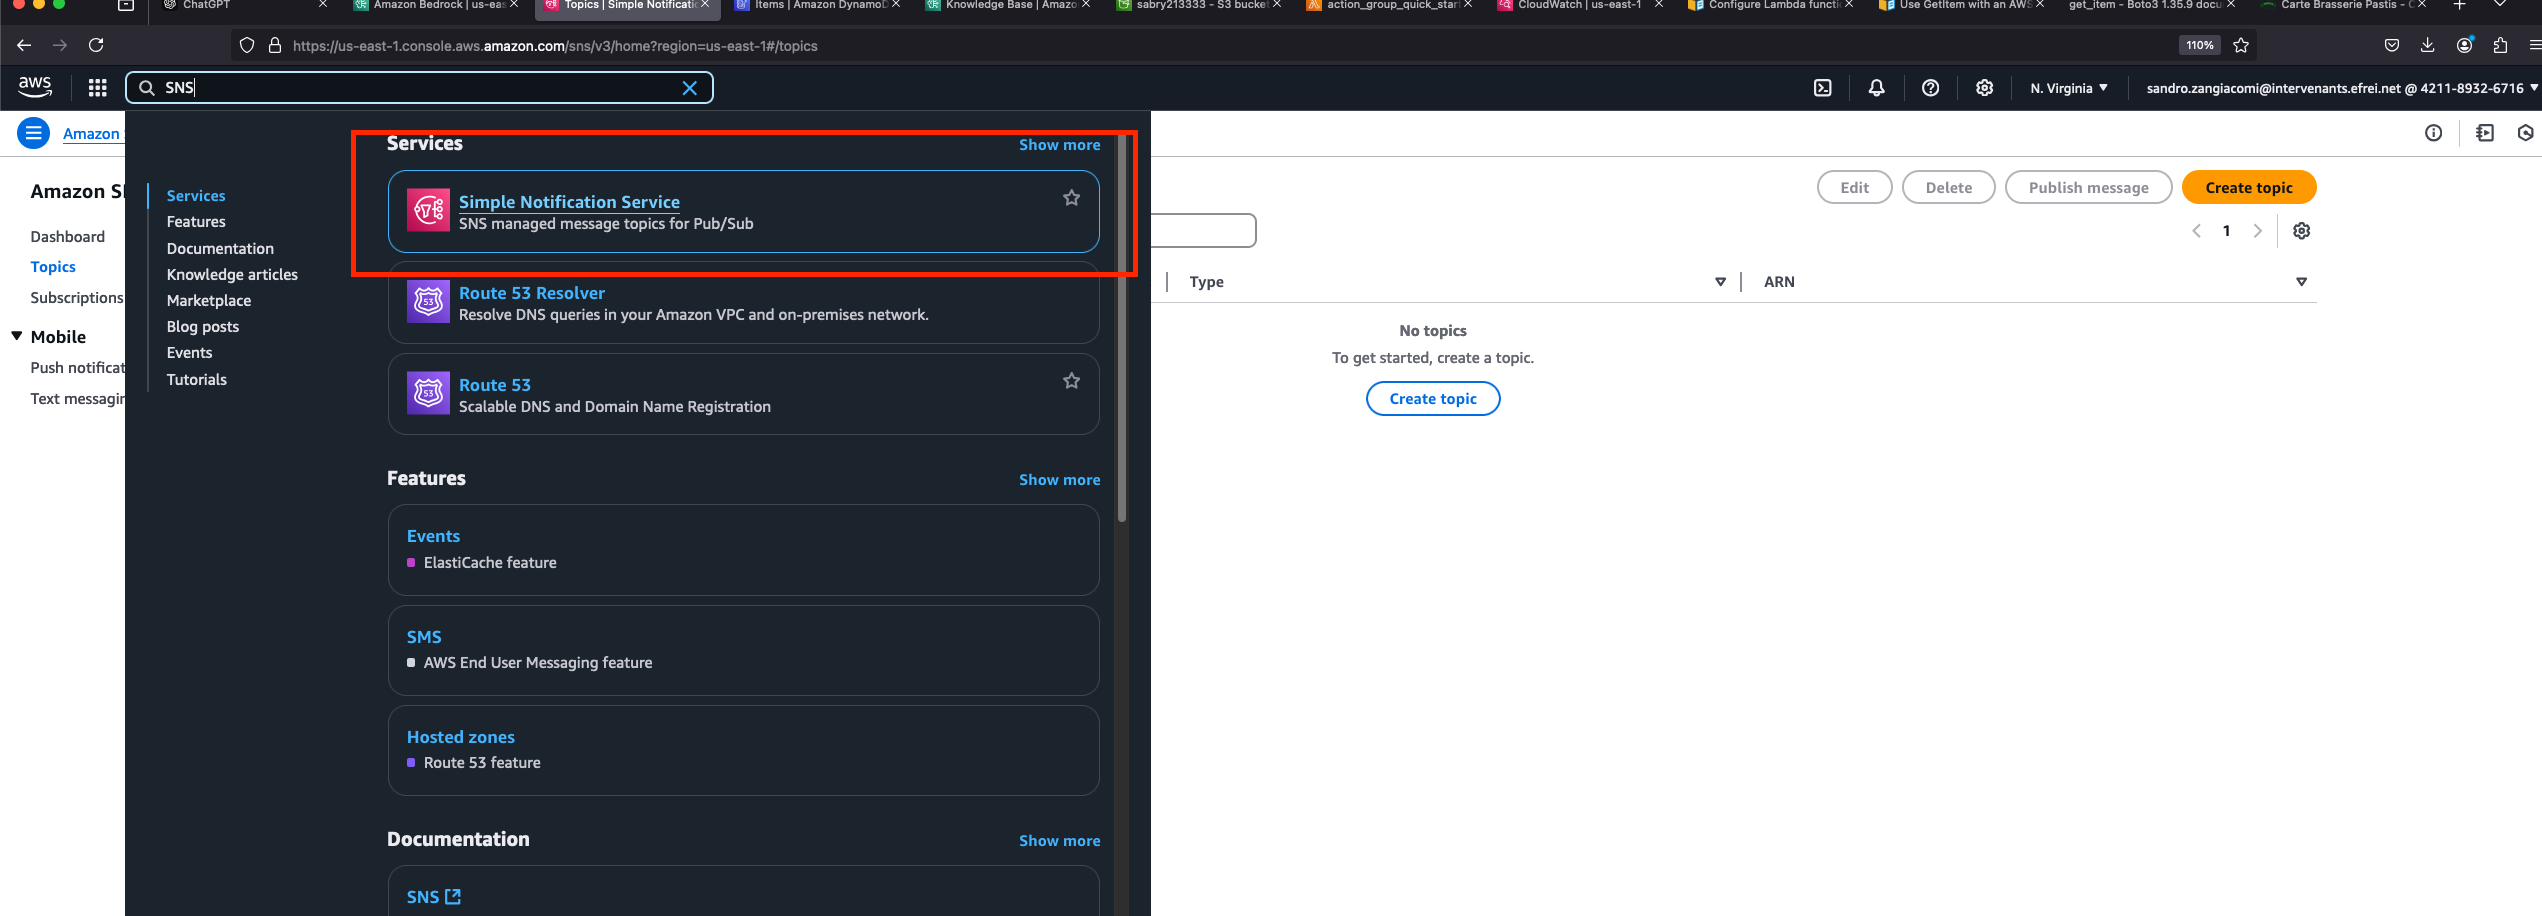 ChatGPT
Amazon Bedrock | us-eas
Topics | Simple Notificatio
Items | Amazon DynamoD
Knowledge Base | Amazo
sabry213333 - S3 bucket
action_group_quick_star
CloudWatch | us-east-1
Configure Lambda functi
Use GetItem with an AWS
get_item - Boto3 1.35.9 docu
Carte Brasserie Pastis - C
https://us-east-1.console.aws.amazon.com/sns/v3/home?region=us-east-1#/topics
110%
aws
SNS
N. Virginia
sandro.zangiacomi@intervenants.efrei.net @ 4211-8932-6716
Amazon
Amazon S
Dashboard
Topics
Subscriptions
Mobile
Push notificat
Text messagin
Services
Features
Documentation
Knowledge articles
Marketplace
Blog posts
Events
Tutorials
Services
Show more
Simple Notification Service
SNS managed message topics for Pub/Sub
53
Route 53 Resolver
Resolve DNS queries in your Amazon VPC and on-premises network.
53
Route 53
Scalable DNS and Domain Name Registration
Features
Show more
Events
ElastiCache feature
SMS
AWS End User Messaging feature
Hosted zones
Route 53 feature
Documentation
Show more
SNS
Edit
Delete
Publish message
Create topic
1
Type
ARN
No topics
To get started, create a topic.
Create topic